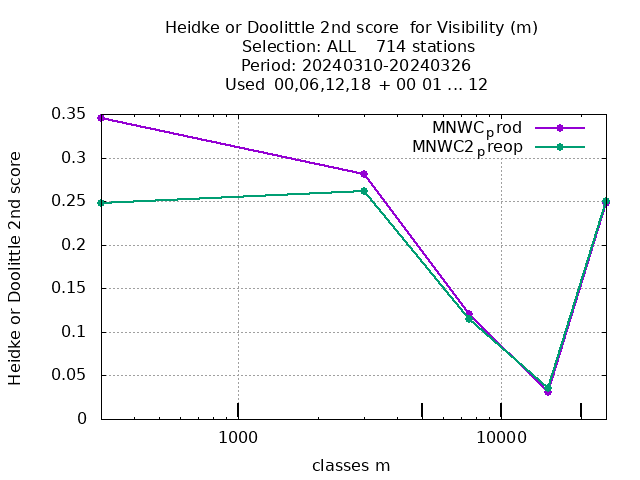 Heidke or Doolittle 2nd score  for Visibility (m)
Selection: ALL    714 stations
Period: 20240310-20240326
Used  00,06,12,18 + 00 01 ... 12
MNWC_prod
MNWC2_preop
Heidke or Doolittle 2nd score
0.35
0.3
0.25
0.2
0.15
0.1
0.05
0
1000 10000
classes m